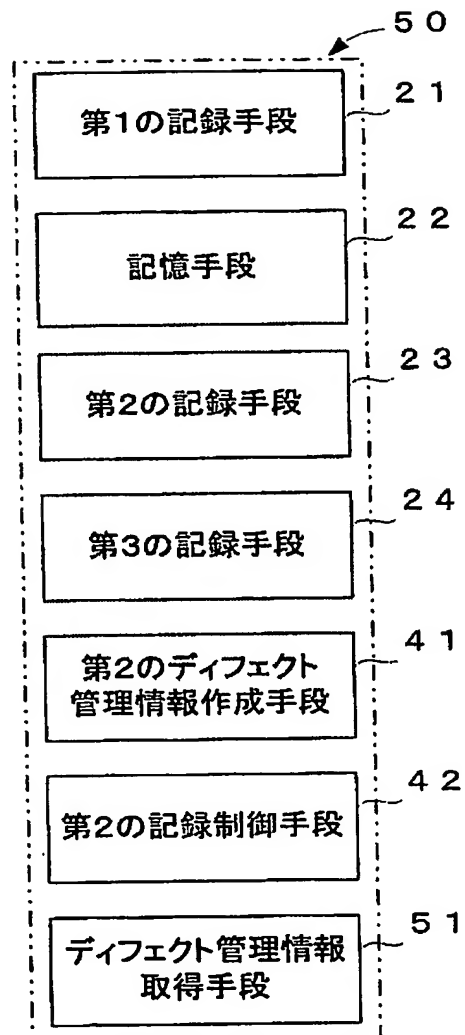 ５０
第１の記録手段
２１
記憶手段
２２
第２の記録手段
２３
第３の記録手段
２４
第２のディフェクト
管理情報作成手段
４１
第２の記録制御手段
４２
ディフェクト管理情報
取得手段
５１